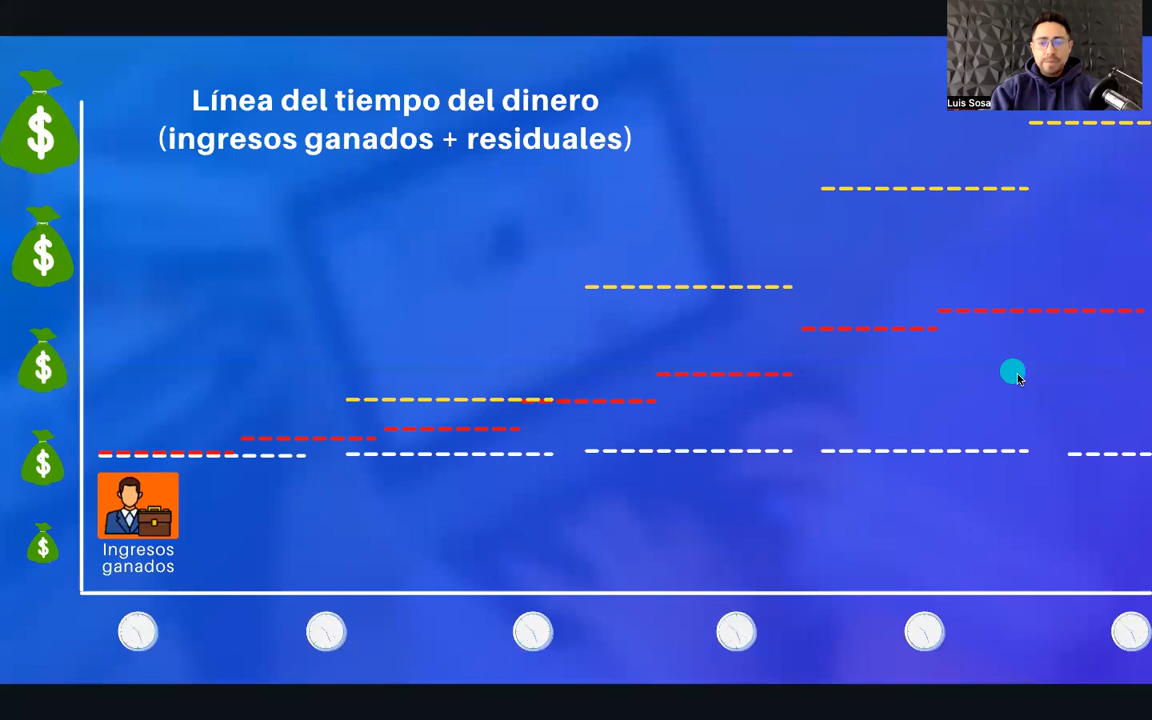 Línea del tiempo del dinero
(ingresos ganados + residuales)
Luis Sosa
$
$
$
$
$
Ingresos
ganados